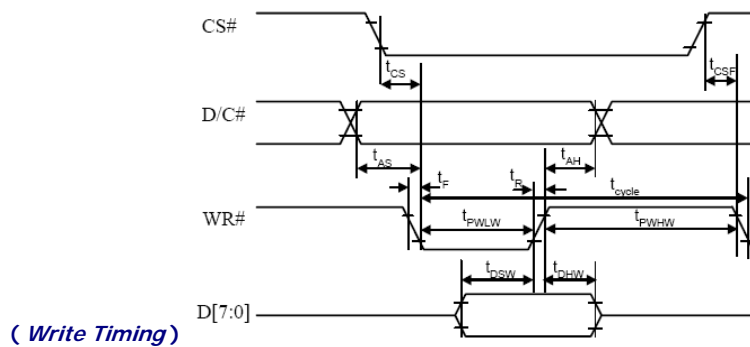 CS#
tCS
tCSF
D/C#
tAS
tAH
tF
tR
tcycle
WR#
tPWLW
tPWHW
tDSW
tDHW
D[7:0]
( Write Timing )